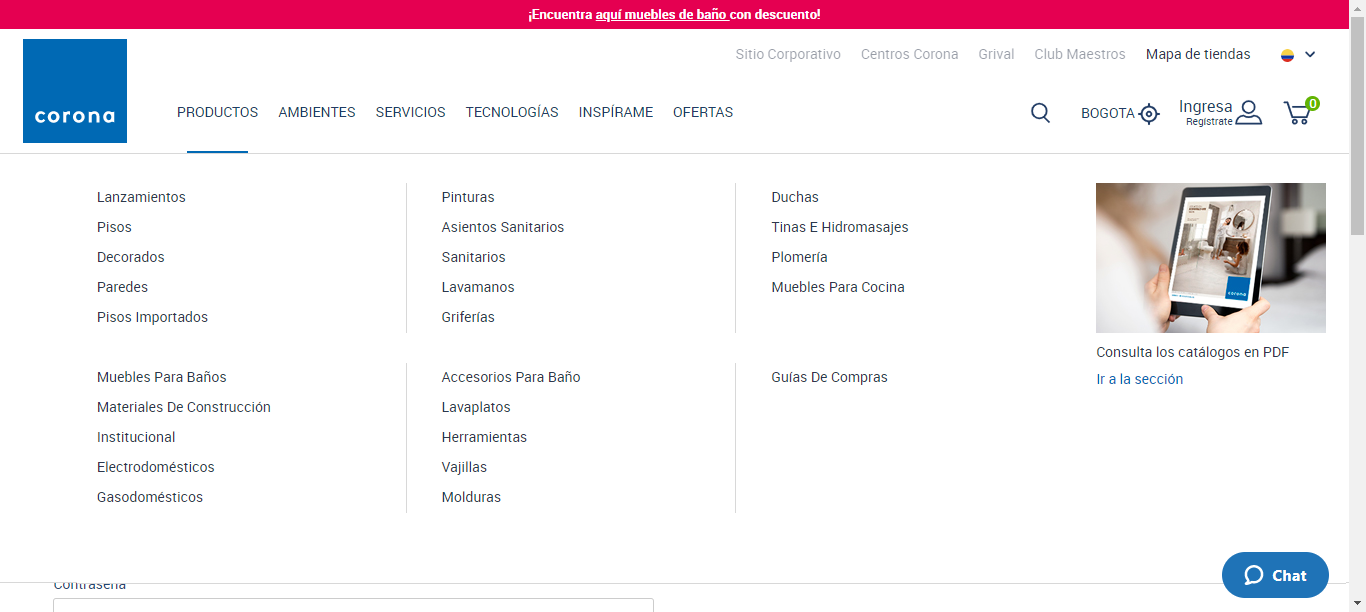 ¡Encuentra aquí muebles de baño con descuento!
Sitio Corporativo
Centros Corona
Grival
Club Maestros
Mapa de tiendas
corona
PRODUCTOS
AMBIENTES
SERVICIOS
TECNOLOGÍAS
INSPÍRAME
OFERTAS
BOGOTA
Ingresa
Regístrate
0
Lanzamientos
Pisos
Decorados
Paredes
Pisos Importados
Pinturas
Asientos Sanitarios
Sanitarios
Lavamanos
Griferías
Duchas
Tinas E Hidromasajes
Plomería
Muebles Para Cocina
corona
Consulta los catálogos en PDF
Ir a la sección
Muebles Para Baños
Materiales De Construcción
Institucional
Electrodomésticos
Gasodomésticos
Accesorios Para Baño
Lavaplatos
Herramientas
Vajillas
Molduras
Guías De Compras
Chat
Contraseña